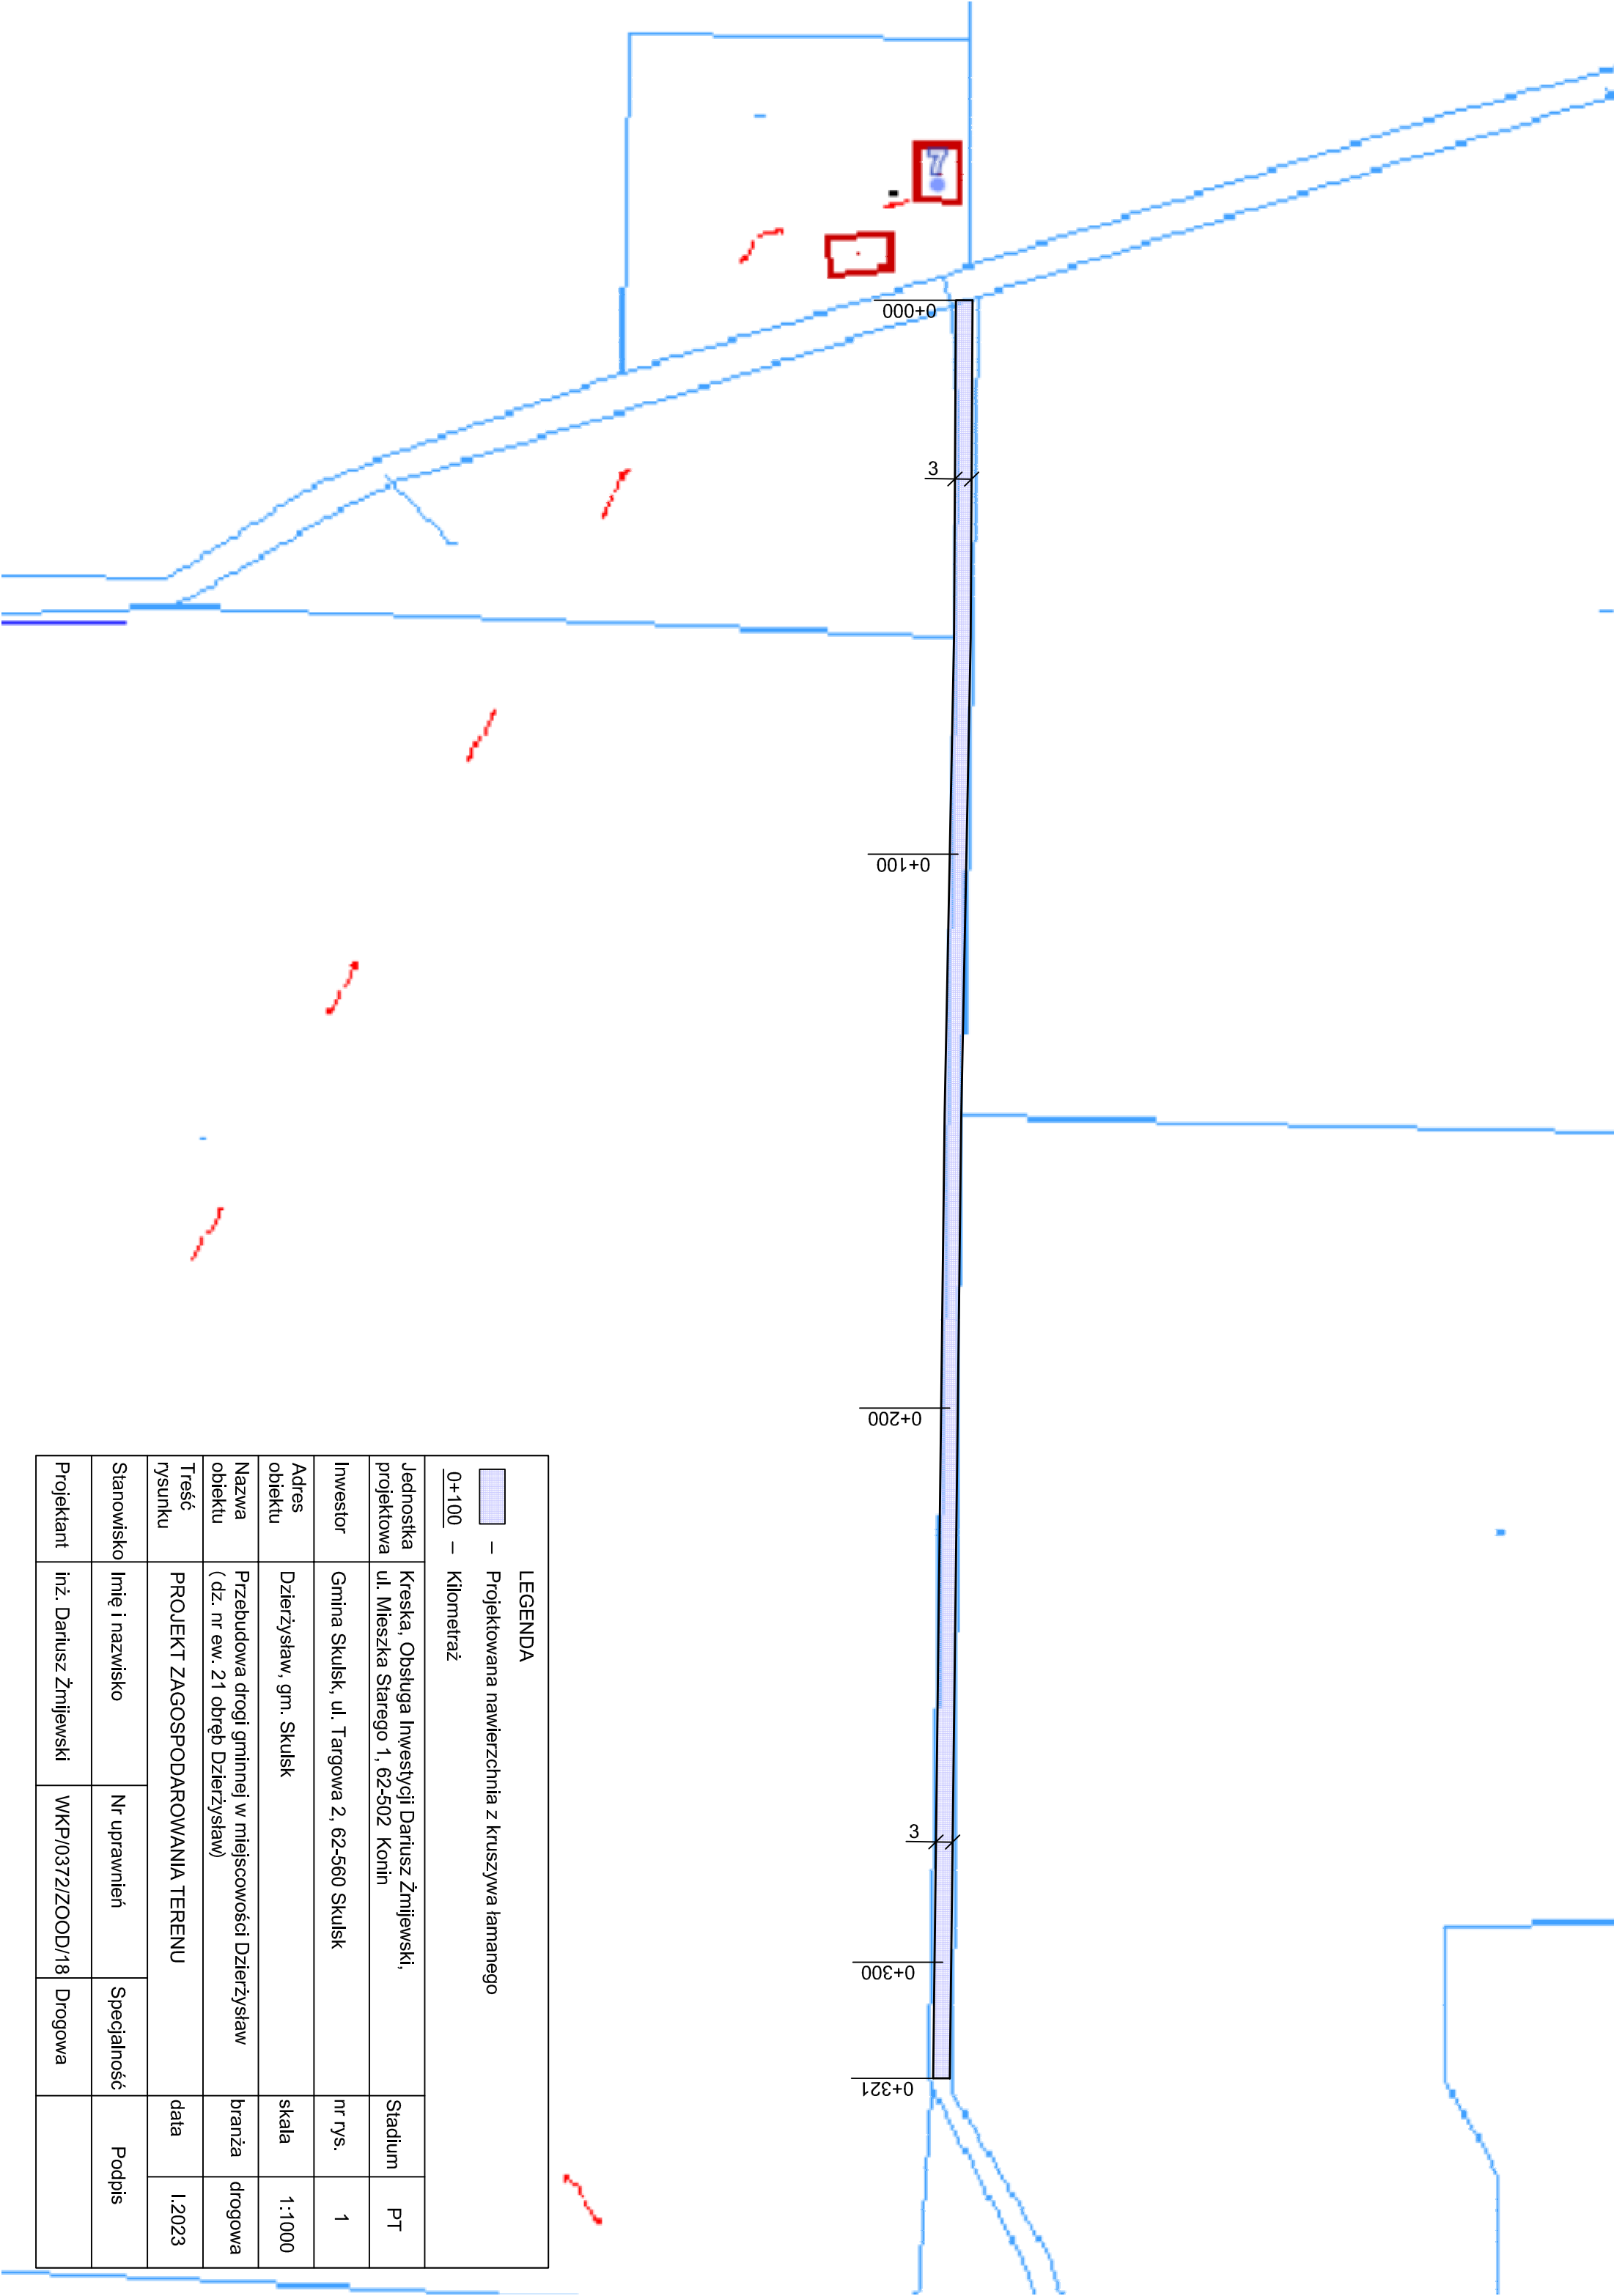 7
0+000
3
0+100
0+200
3
0+300
0+321
LEGENDA
– Projektowana nawierzchnia z kruszywa łamanego
0+100 – Kilometraż
Jednostka projektowa
Kreska, Obsługa Inwestycji Dariusz Żmijewski,
ul. Mieszka Starego 1, 62-502 Konin
Stadium
PT
Inwestor
Gmina Skulsk, ul. Targowa 2, 62-560 Skulsk
nr rys.
1
Adres
obiektu
Dzierżysław, gm. Skulsk
skala
1:1000
Nazwa
obiektu
Przebudowa drogi gminnej w miejscowości Dzierżysław
( dz. nr ew. 21 obręb Dzierżysław)
branża
drogowa
Treść
rysunku
PROJEKT ZAGOSPODAROWANIA TERENU
data
I.2023
Stanowisko
Imię i nazwisko
Nr uprawnień
Specjalność
Podpis
Projektant
inż. Dariusz Żmijewski
WKP/0372/ZOOD/18
Drogowa